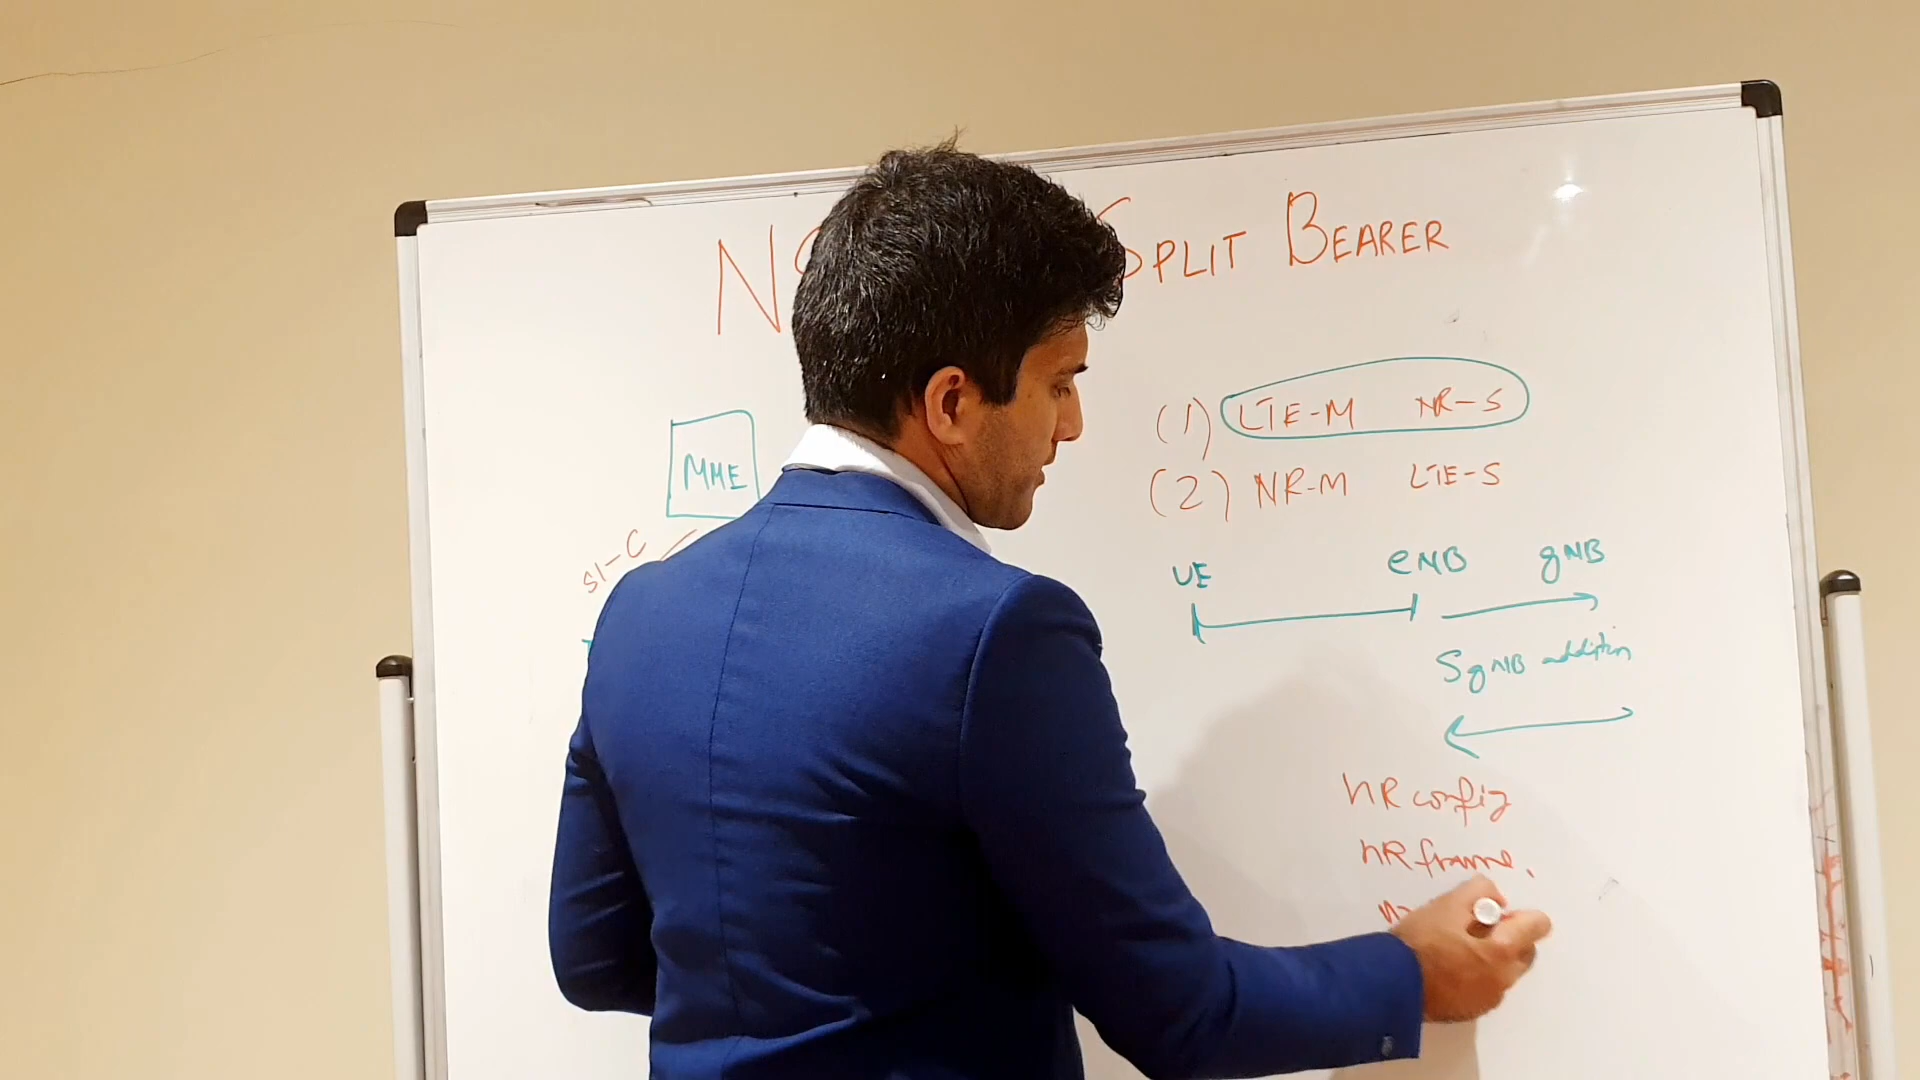 SPLIT BEARER
(1) LTE-M NR-S
(2) NR-M LTE-S
MME
S1-C
UE eNB gNB
SgNB addition
NR config
NR frame.